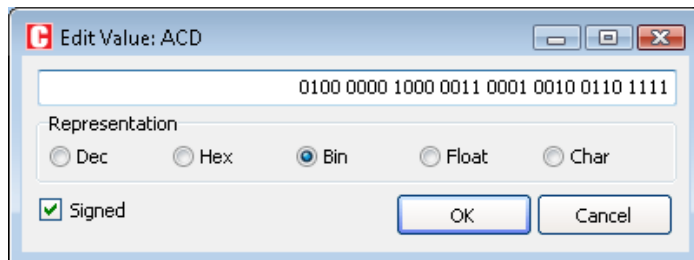 Edit Value: ACD
0100 0000 1000 0011 0001 0010 0110 1111
Representation
Dec Hex Bin Float Char
Signed OK Cancel